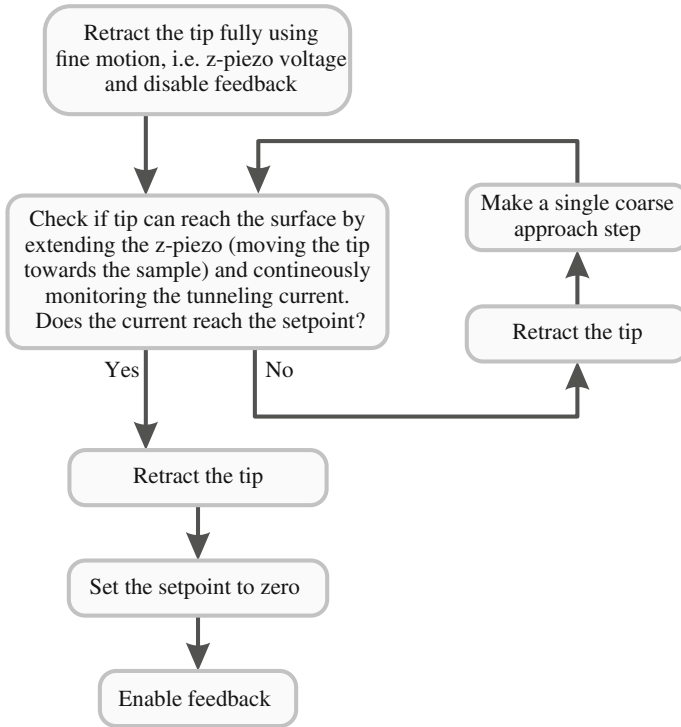 Retract the tip fully using
fine motion, i.e. z-piezo voltage
and disable feedback
Check if tip can reach the surface by
extending the z-piezo (moving the tip
towards the sample) and contineously
monitoring the tunneling current.
Does the current reach the setpoint?
Make a single coarse
approach step
Retract the tip
Yes
No
Retract the tip
Set the setpoint to zero
Enable feedback